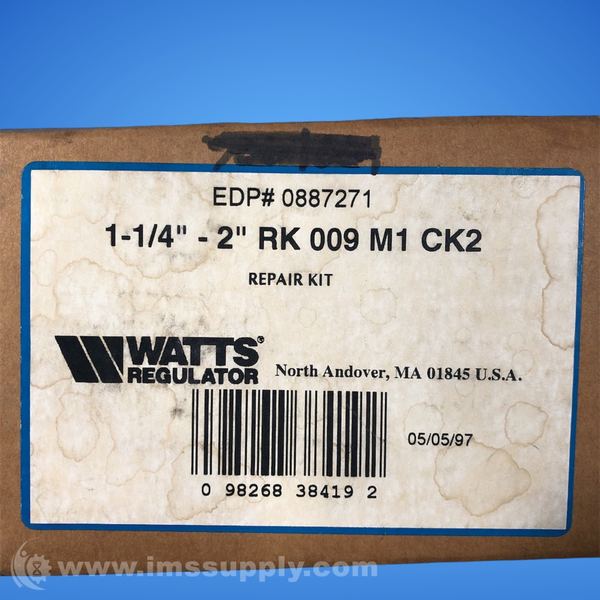 EDP# 0887271
1-1/4" - 2" RK 009 M1 CK2
REPAIR KIT
WATTS®
REGULATOR
North Andover, MA 01845 U.S.A.
05/05/97
0 98268 38419 2
www.imssupply.com